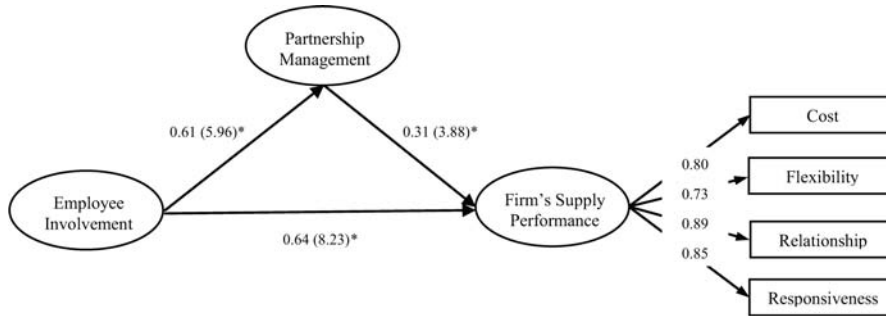 Partnership
Management
0.61 (5.96)*
0.31 (3.88)*
Employee
Involvement
0.64 (8.23)*
Firm's Supply
Performance
0.80
0.73
0.89
0.85
Cost
Flexibility
Relationship
Responsiveness